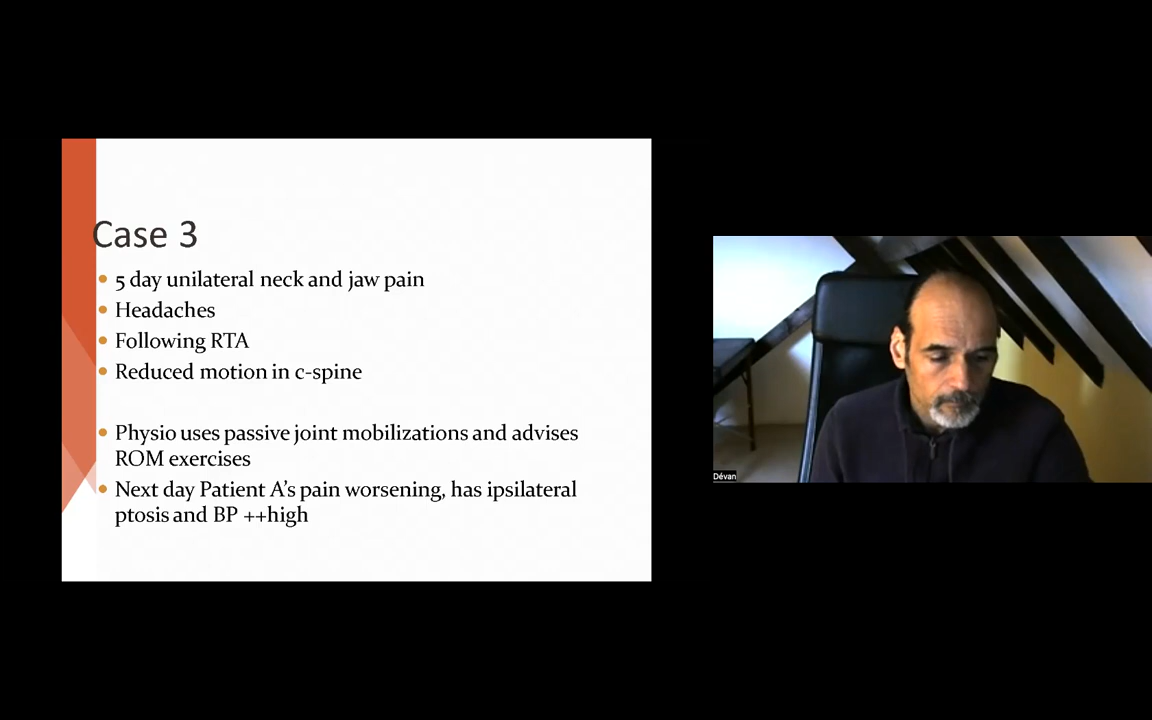 Case 3
• 5 day unilateral neck and jaw pain
• Headaches
• Following RTA
• Reduced motion in c-spine
• Physio uses passive joint mobilizations and advises
ROM exercises
• Next day Patient A’s pain worsening, has ipsilateral
ptosis and BP ++high
Dévan